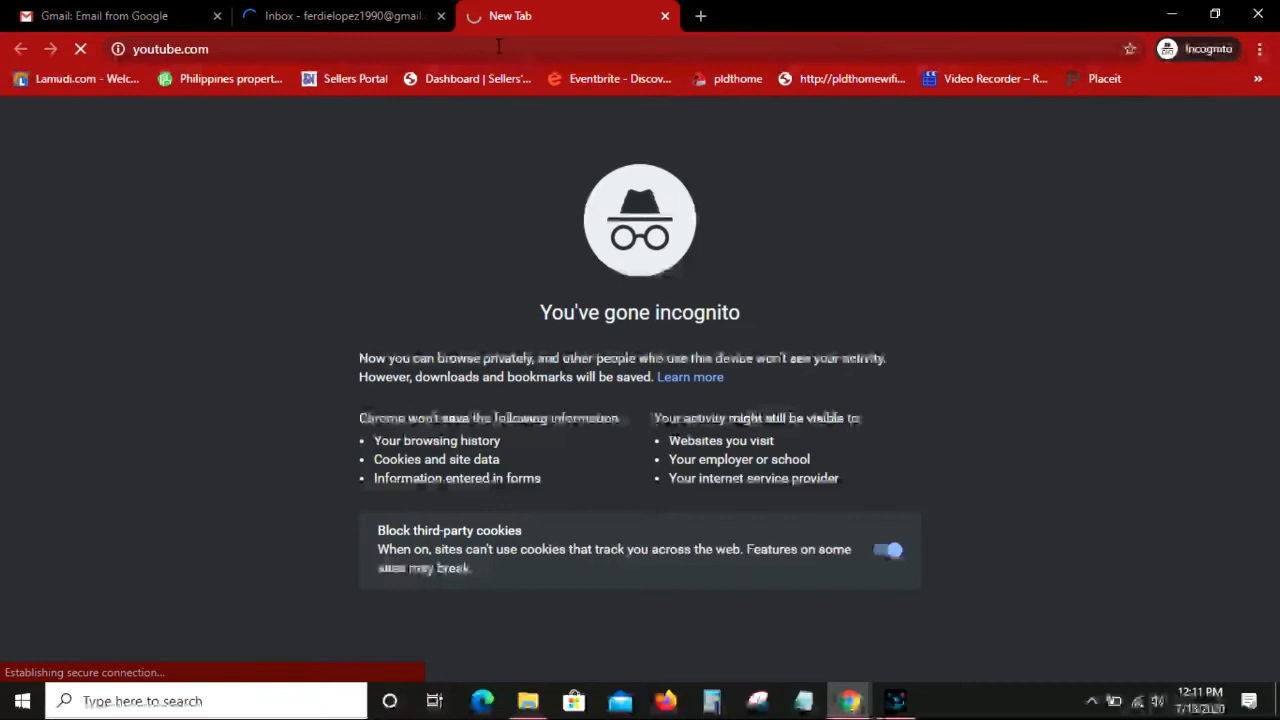 Gmail: Email from Google
Inbox - ferdielopez1990@gmail.c
New Tab
youtube.com
Incognito
Lamudi.com - Welc...
Philippines propert...
Sellers Portal
Dashboard | Sellers'...
Eventbrite - Discov...
pldthome
http://pldthomewifi...
Video Recorder – R...
Placeit
You've gone incognito
Now you can browse privately, and other people who use this device won't see your activity.
However, downloads and bookmarks will be saved. Learn more
Chrome won't save the following information
Your browsing history
Cookies and site data
Information entered in forms
Your activity might still be visible to
Websites you visit
Your employer or school
Your internet service provider
Block third-party cookies
When on, sites can't use cookies that track you across the web. Features on some
sites may break.
Establishing secure connection...
Type here to search
12:11 PM